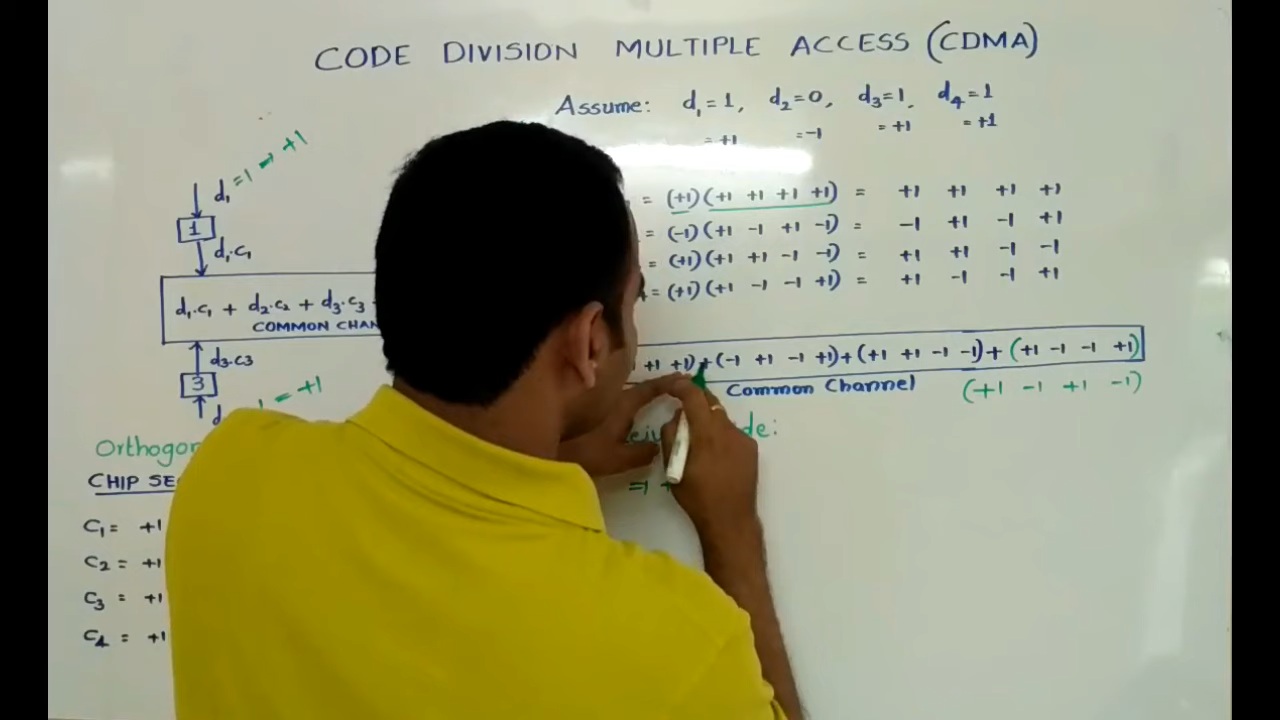 CODE DIVISION MULTIPLE ACCESS (CDMA)
Assume: d₁ = 1, d₂=0, d₃=1, d₄=1
= +1 = -1 = +1 = +1
d₁ =1 → +1
1
d₁.c₁
d₁.c₁ + d₂.c₂ + d₃.c₃
COMMON CHAN
d₃.c₃
3
d
1 → +1
= (+1) (+1 +1 +1 +1) = +1 +1 +1 +1
= (-1) (+1 -1 +1 -1) = -1 +1 -1 +1
= (+1) (+1 +1 -1 -1) = +1 +1 -1 -1
= (+1) (+1 -1 -1 +1) = +1 -1 -1 +1
+1 +1)+(-1 +1 -1 +1)+(+1 +1 -1 -1)+(+1 -1 -1 +1)
Common Channel (+1 -1 +1 -1)
de:
Orthogon
CHIP SE
C₁ = +1
C₂ = +1
C₃ = +1
C₄ = +1